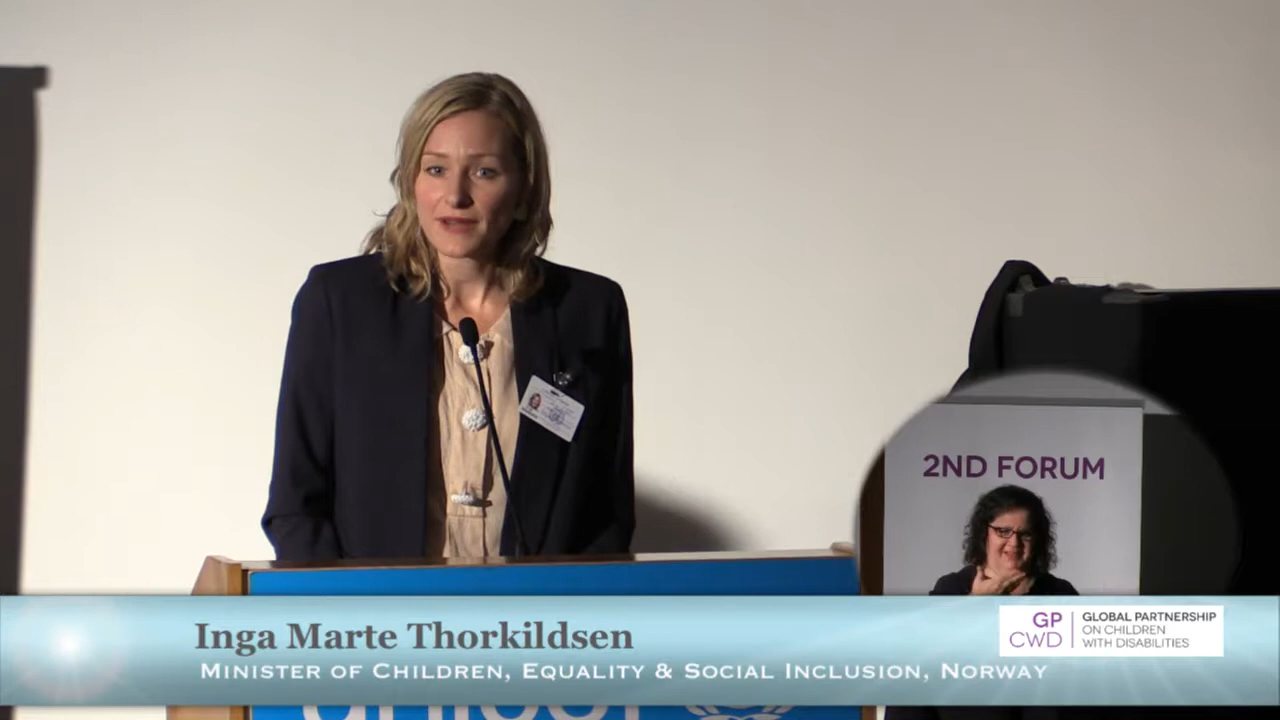 2ND FORUM
Inga Marte Thorkildsen
MINISTER OF CHILDREN, EQUALITY & SOCIAL INCLUSION, NORWAY
GP
CWD
GLOBAL PARTNERSHIP
ON CHILDREN
WITH DISABILITIES
unicef